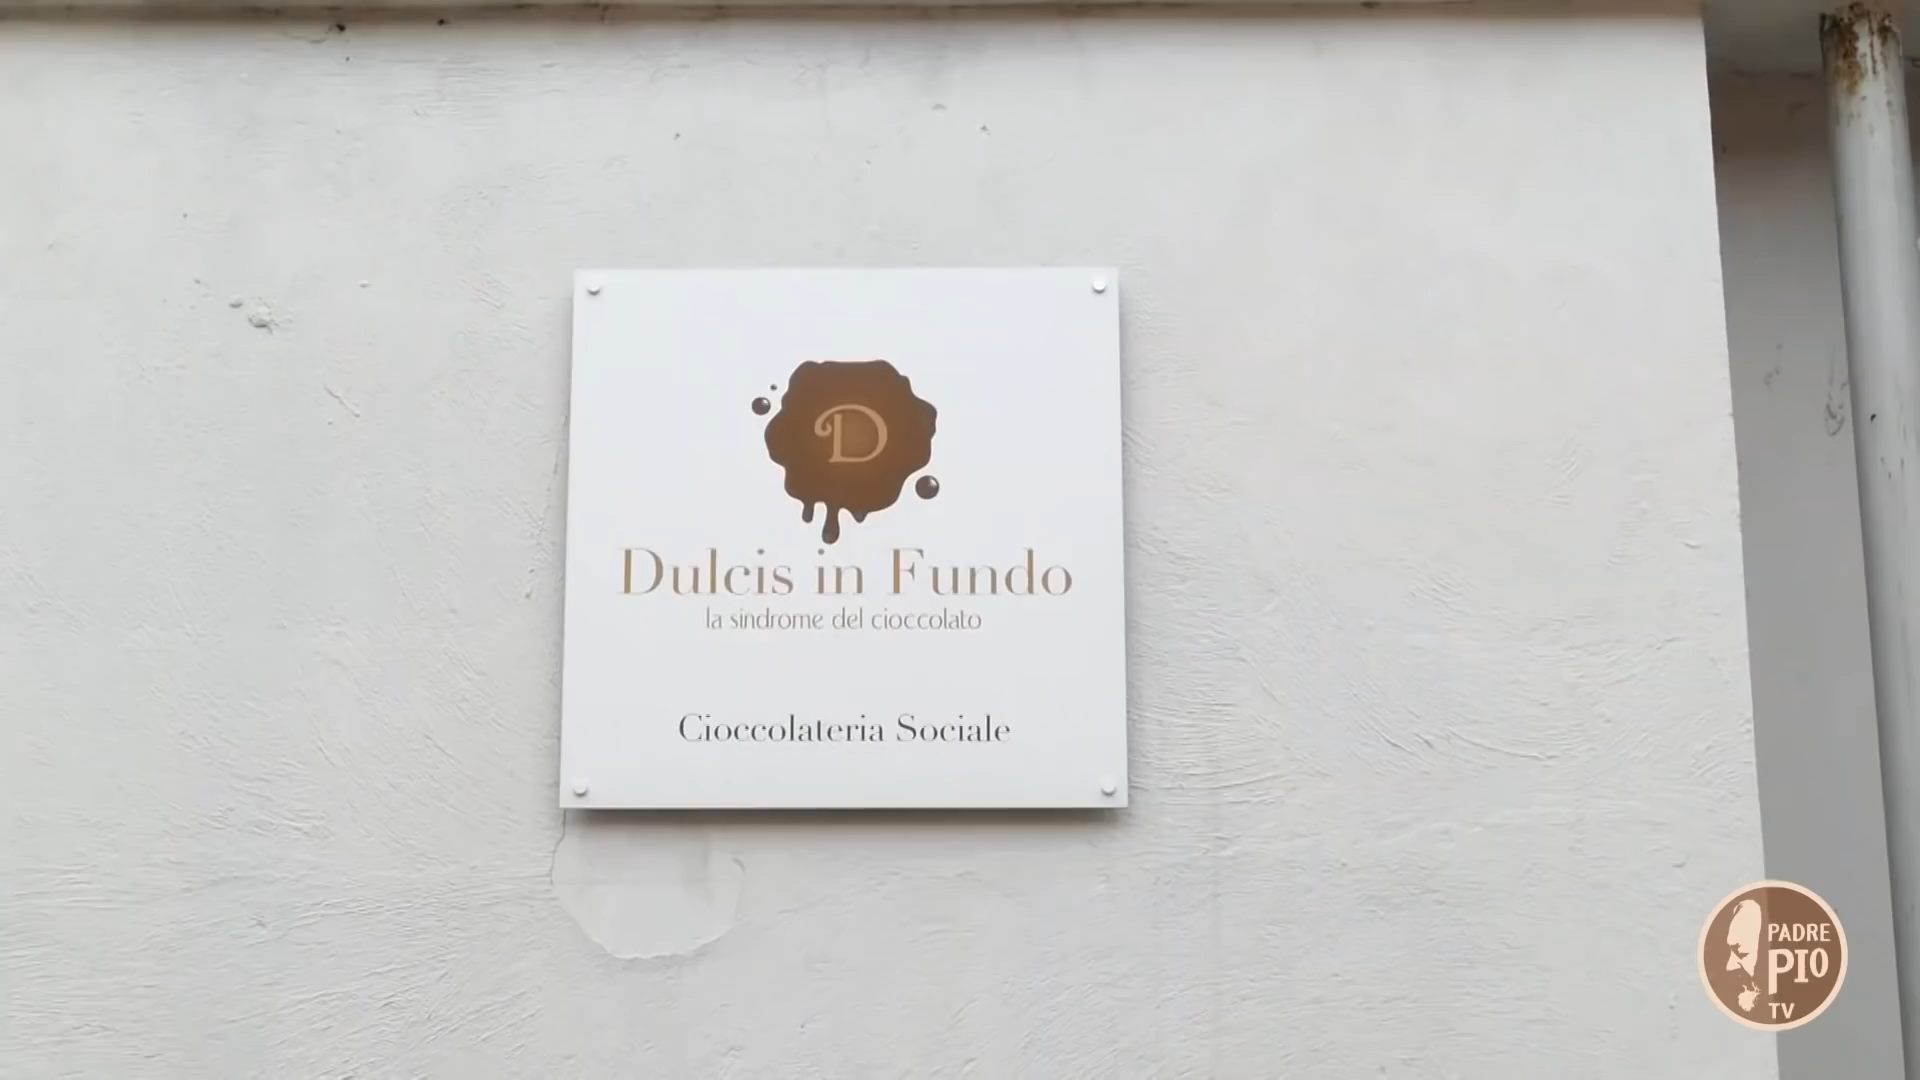 D
Dulcis in Fundo
la sindrome del cioccolato
Cioccolateria Sociale
PADRE
PIO
TV